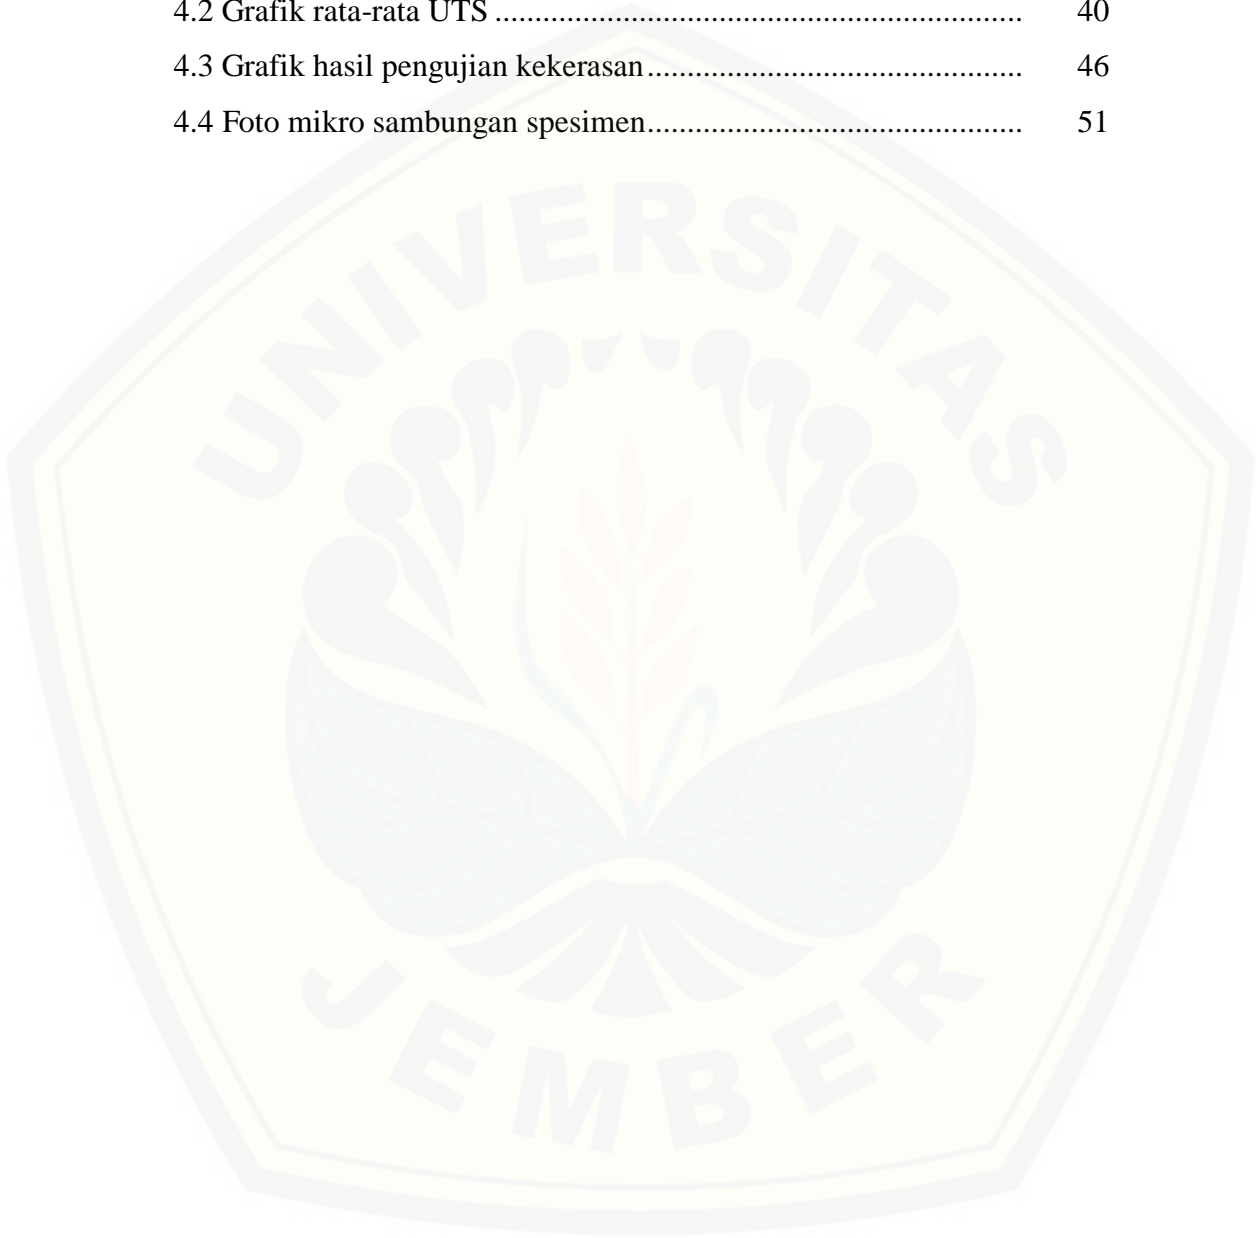 4.2 Grafik rata-rata UTS ................................................................ 40
4.3 Grafik hasil pengujian kekerasan .............................................. 46
4.4 Foto mikro sambungan spesimen .............................................. 51
UNIVERSITAS
JEMBER